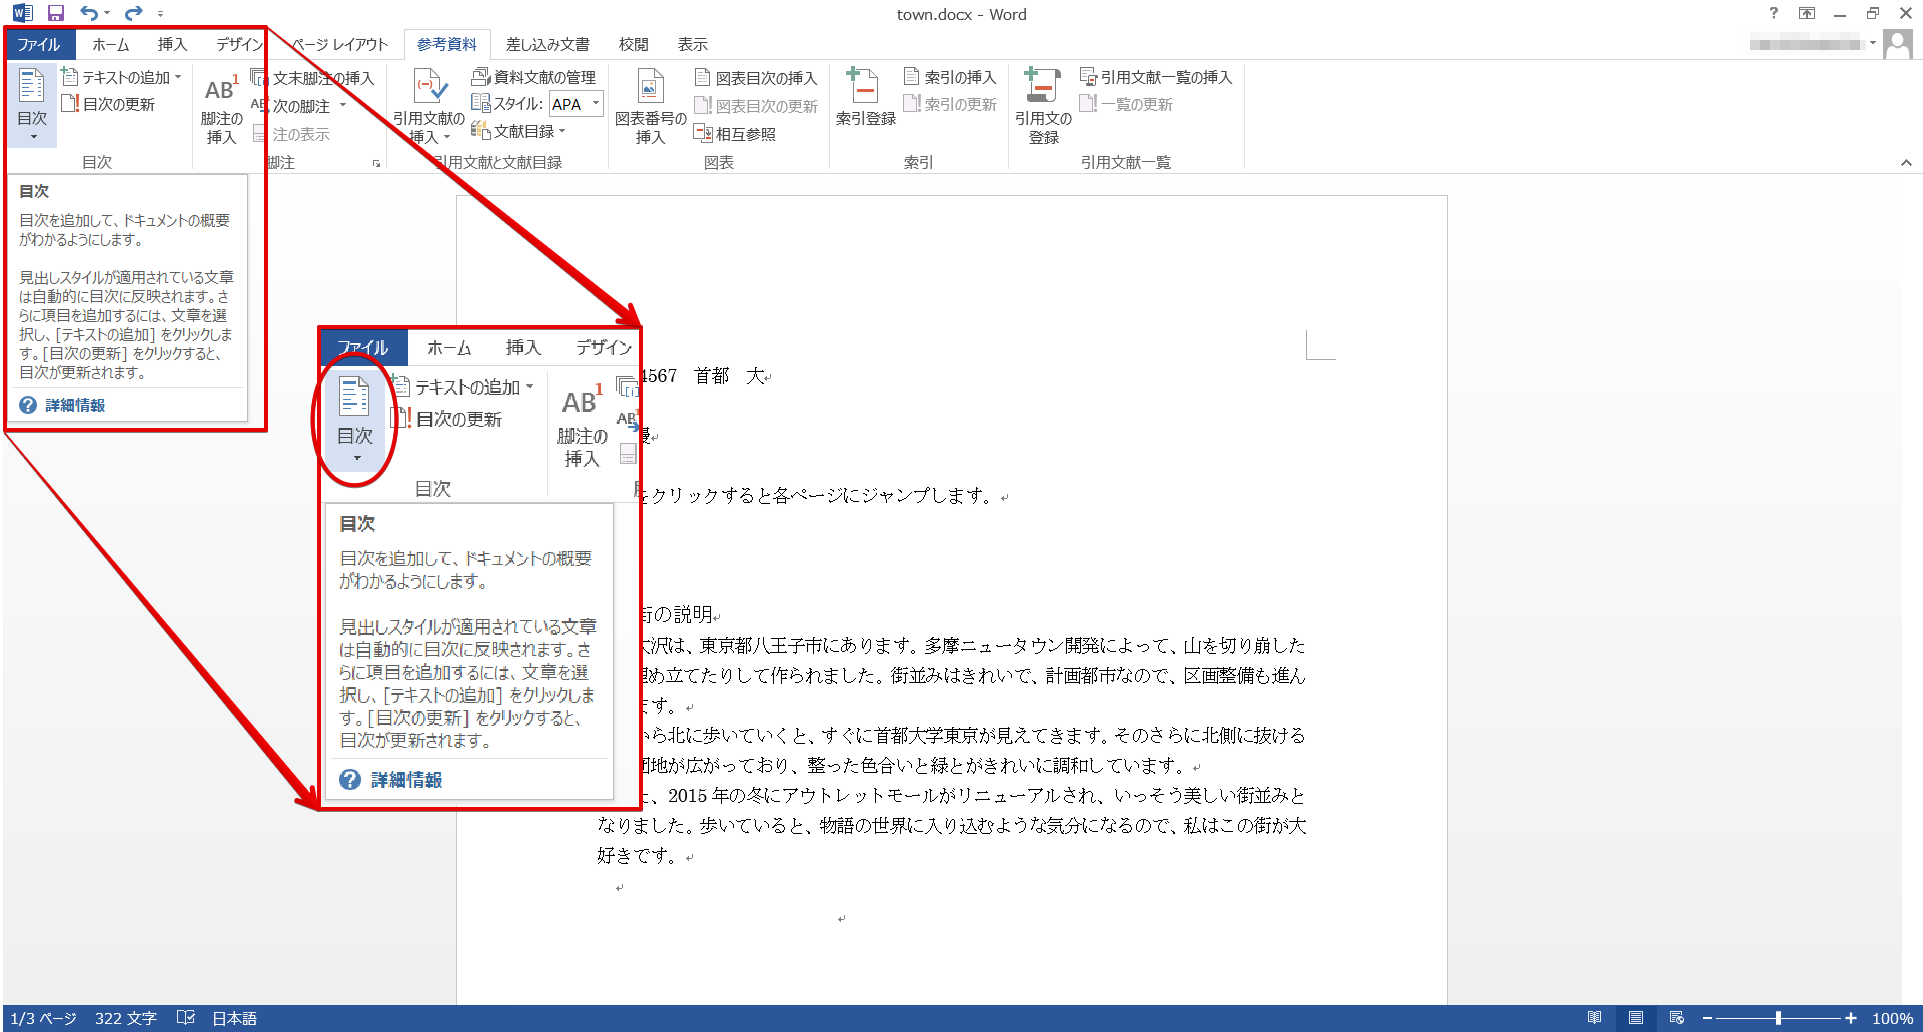 town.docx - Word
ファイル ホーム 挿入 デザイン ページ レイアウト 参考資料 差し込み文書 校閲 表示
目次
テキストの追加
目次の更新
目次
AB1
脚注の
挿入
文末脚注の挿入
次の脚注
注の表示
脚注
引用文献の
挿入
資料文献の管理
スタイル: APA
文献目録
引用文献と文献目録
図表番号の
挿入
図表目次の挿入
図表目次の更新
相互参照
図表
索引登録
索引の挿入
索引の更新
索引
引用文の
登録
引用文献一覧の挿入
一覧の更新
引用文献一覧
目次
目次を追加して、ドキュメントの概要
がわかるようにします。
見出しスタイルが適用されている文章
は自動的に目次に反映されます。さ
らに項目を追加するには、文章を選
択し、[テキストの追加] をクリックしま
す。[目次の更新] をクリックすると、
目次が更新されます。
詳細情報
ファイル ホーム 挿入 デザイン
目次
テキストの追加
目次の更新
目次
AB1
脚注の
挿入
目次
目次を追加して、ドキュメントの概要
がわかるようにします。
見出しスタイルが適用されている文章
は自動的に目次に反映されます。さ
らに項目を追加するには、文章を選
択し、[テキストの追加] をクリックしま
す。[目次の更新] をクリックすると、
目次が更新されます。
詳細情報
4567 首都 大
をクリックすると各ページにジャンプします。
街の説明
大沢は、東京都八王子市にあります。多摩ニュータウン開発によって、山を切り崩した
め立てたりして作られました。街並みはきれいで、計画都市なので、区画整備も進ん
ます。
から北に歩いていくと、すぐに首都大学東京が見えてきます。そのさらに北側に抜ける
団地が広がっており、整った色合いと緑とがきれいに調和しています。
、2015 年の冬にアウトレットモールがリニューアルされ、いっそう美しい街並みと
なりました。歩いていると、物語の世界に入り込むような気分になるので、私はこの街が大
好きです。
1/3 ページ 322 文字 日本語 100%